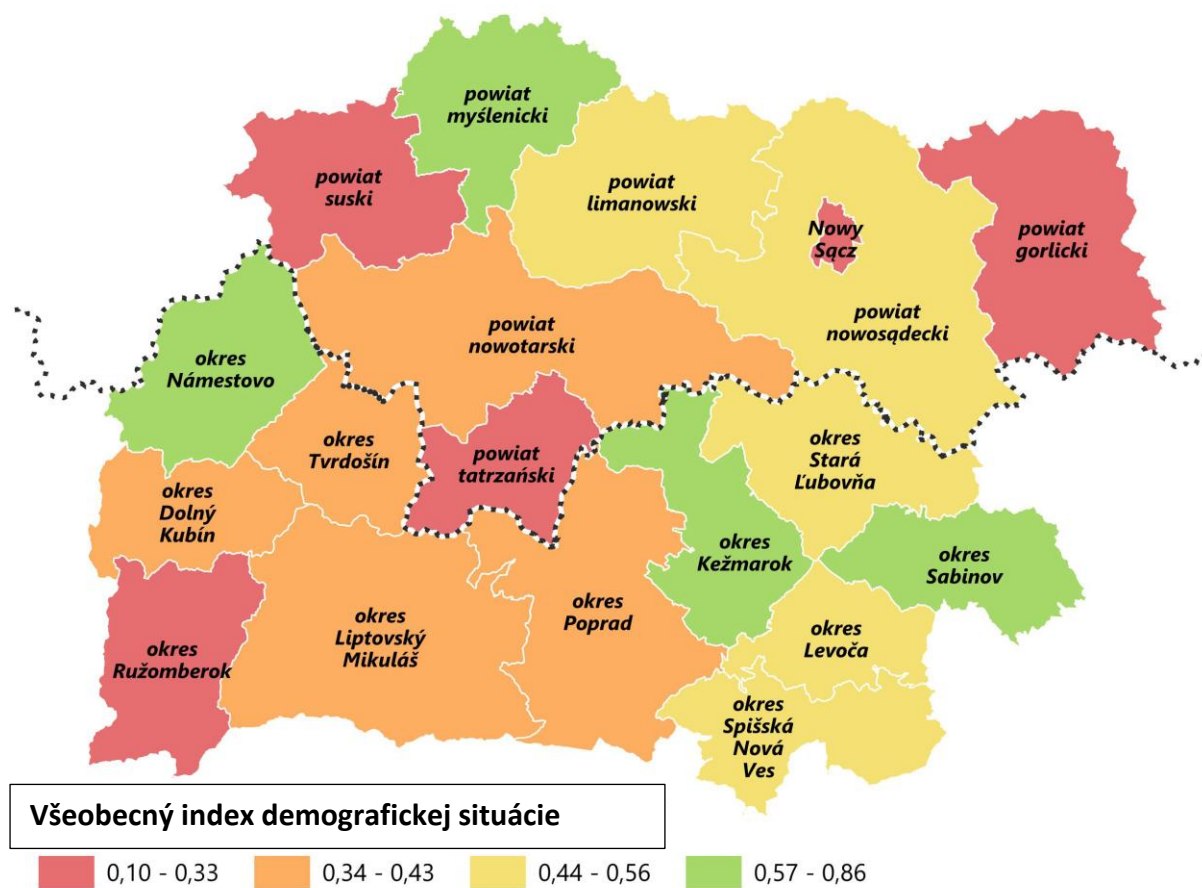 powiat
myślenicki
powiat
suski
powiat
limanowski
Nowy
Sącz
powiat
gorlicki
powiat
nowotarski
powiat
nowosądecki
okres
Námestovo
okres
Tvrdošín
powiat
tatrzański
okres
Stará
Ľubovňa
okres
Dolný
Kubín
okres
Kežmarok
okres
Sabinov
okres
Poprad
okres
Liptovský
Mikuláš
okres
Levoča
okres
Ružomberok
okres
Spišská
Nová
Ves
Všeobecný index demografickej situácie
0,10 - 0,33
0,34 - 0,43
0,44 - 0,56
0,57 - 0,86